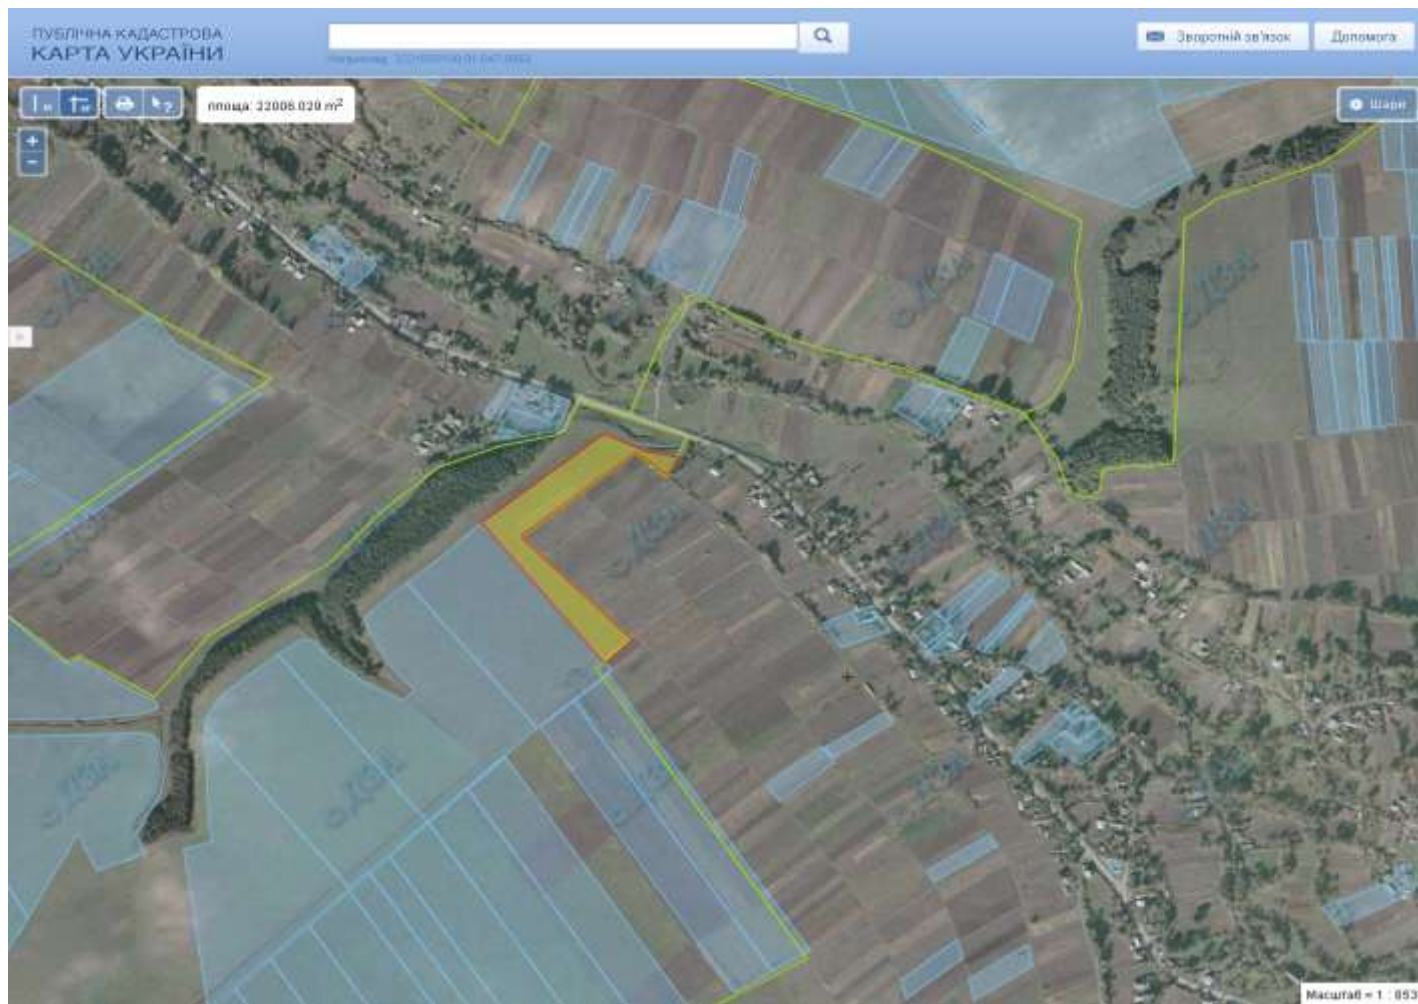 ПУБЛІЧНА КАДАСТРОВА
КАРТА УКРАЇНИ
Зворотній зв'язок
Допомога
площа: 22006.029 m²
Шари
Масштаб = 1 : 853